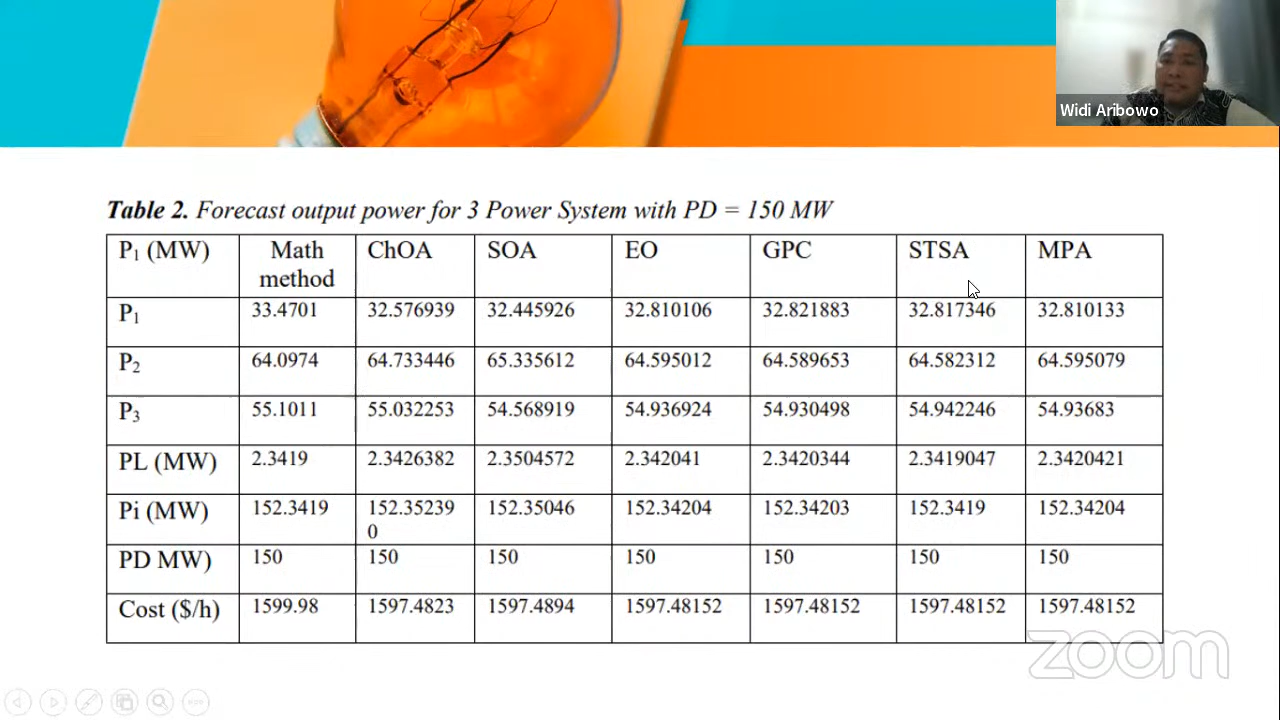 Widi Aribowo
Table 2. Forecast output power for 3 Power System with PD = 150 MW
P₁ (MW) Math method ChOA SOA EO GPC STSA MPA
P₁ 33.4701 32.576939 32.445926 32.810106 32.821883 32.817346 32.810133
P₂ 64.0974 64.733446 65.335612 64.595012 64.589653 64.582312 64.595079
P₃ 55.1011 55.032253 54.568919 54.936924 54.930498 54.942246 54.93683
PL (MW) 2.3419 2.3426382 2.3504572 2.342041 2.3420344 2.3419047 2.3420421
Pi (MW) 152.3419 152.352390 152.35046 152.34204 152.34203 152.3419 152.34204
PD MW) 150 150 150 150 150 150 150
Cost ($/h) 1599.98 1597.4823 1597.4894 1597.48152 1597.48152 1597.48152 1597.48152
zoom